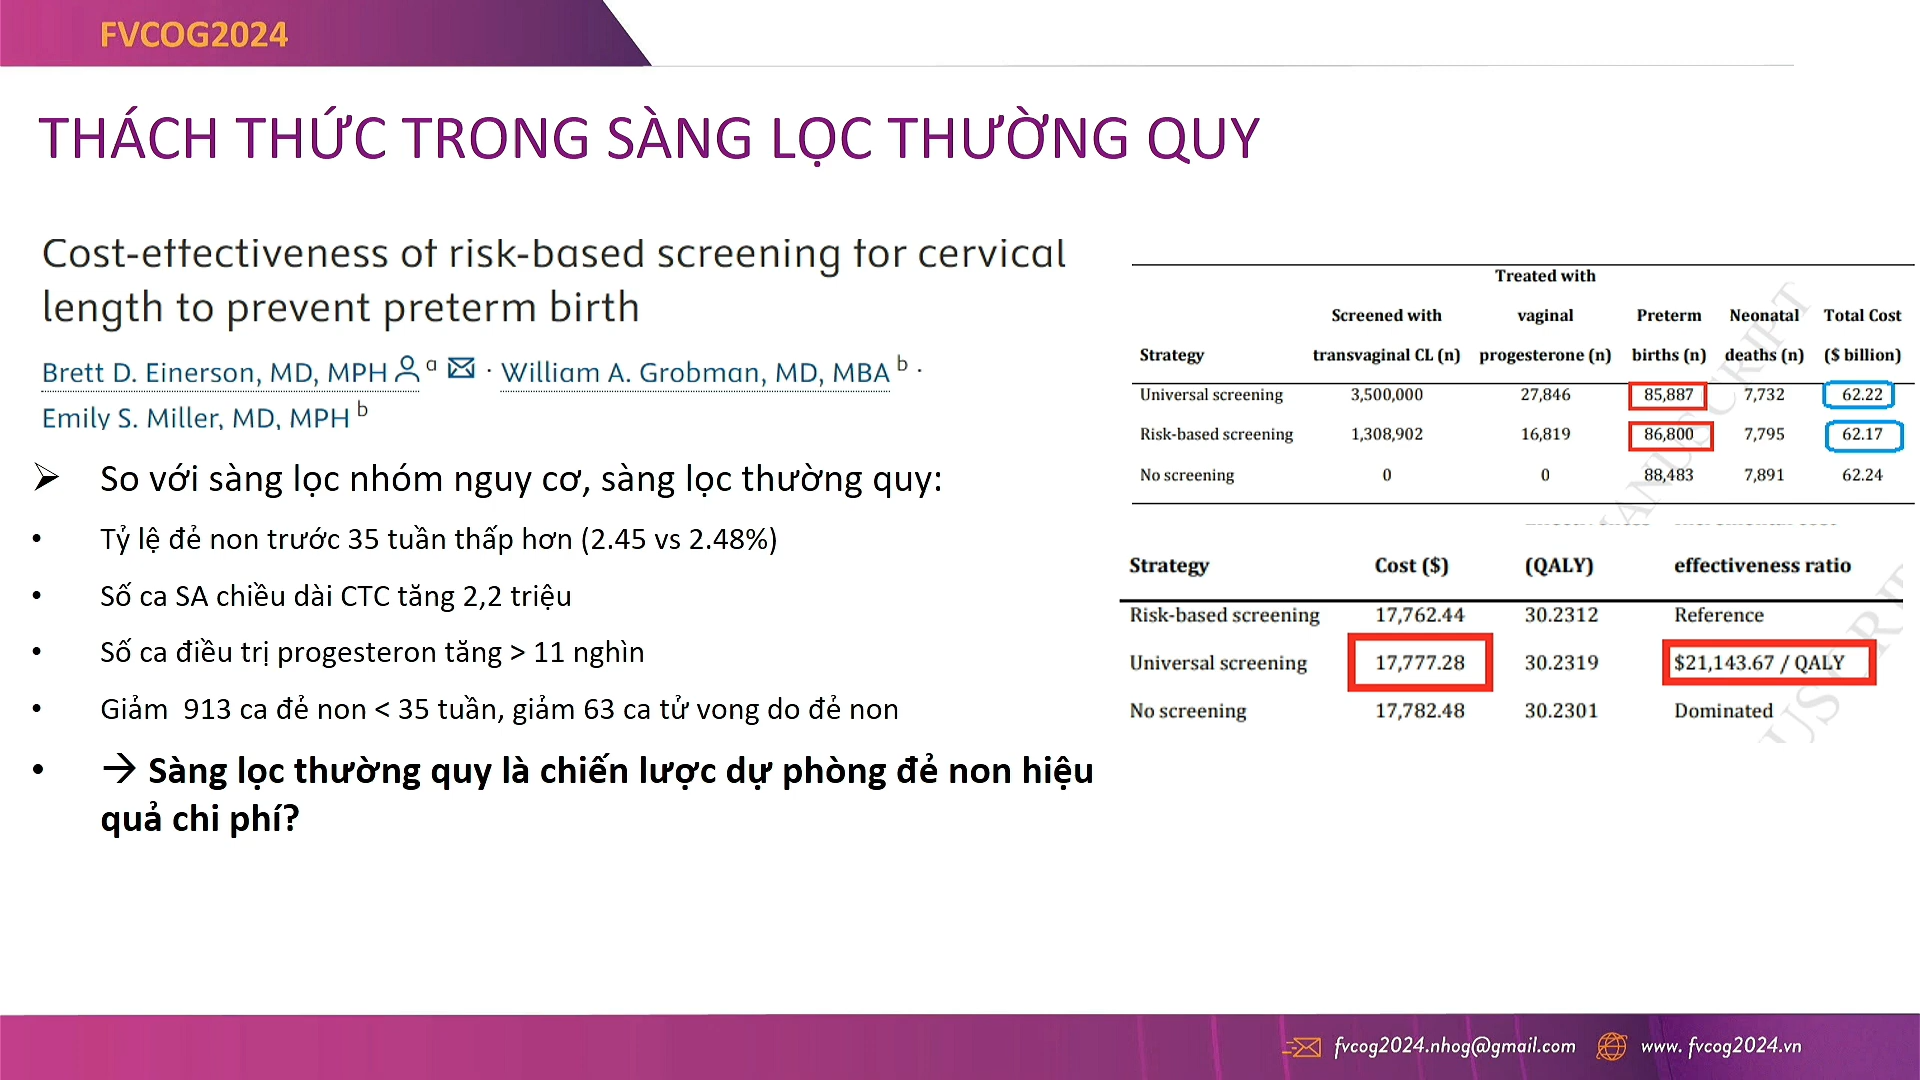 FVCOG2024
THÁCH THỨC TRONG SÀNG LỌC THƯỜNG QUY
Cost-effectiveness of risk-based screening for cervical
length to prevent preterm birth
Brett D. Einerson, MD, MPH a · William A. Grobman, MD, MBA b ·
Emily S. Miller, MD, MPH b
➢ So với sàng lọc nhóm nguy cơ, sàng lọc thường quy:
• Tỷ lệ đẻ non trước 35 tuần thấp hơn (2.45 vs 2.48%)
• Số ca SA chiều dài CTC tăng 2,2 triệu
• Số ca điều trị progesteron tăng > 11 nghìn
• Giảm 913 ca đẻ non < 35 tuần, giảm 63 ca tử vong do đẻ non
• → Sàng lọc thường quy là chiến lược dự phòng đẻ non hiệu
quả chi phí?
Treated with
Screened with vaginal Preterm Neonatal Total Cost
Strategy transvaginal CL (n) progesterone (n) births (n) deaths (n) ($ billion)
Universal screening 3,500,000 27,846 85,887 7,732 62.22
Risk-based screening 1,308,902 16,819 86,800 7,795 62.17
No screening 0 0 88,483 7,891 62.24
Strategy Cost ($) (QALY) effectiveness ratio
Risk-based screening 17,762.44 30.2312 Reference
Universal screening 17,777.28 30.2319 $21,143.67 / QALY
No screening 17,782.48 30.2301 Dominated
fvcog2024.nhog@gmail.com www. fvcog2024.vn